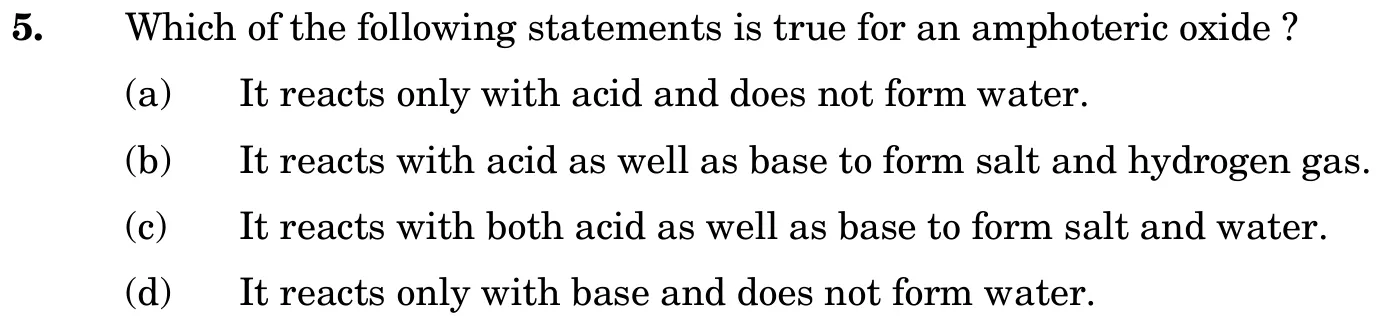 5. Which of the following statements is true for an amphoteric oxide ?
(a) It reacts only with acid and does not form water.
(b) It reacts with acid as well as base to form salt and hydrogen gas.
(c) It reacts with both acid as well as base to form salt and water.
(d) It reacts only with base and does not form water.